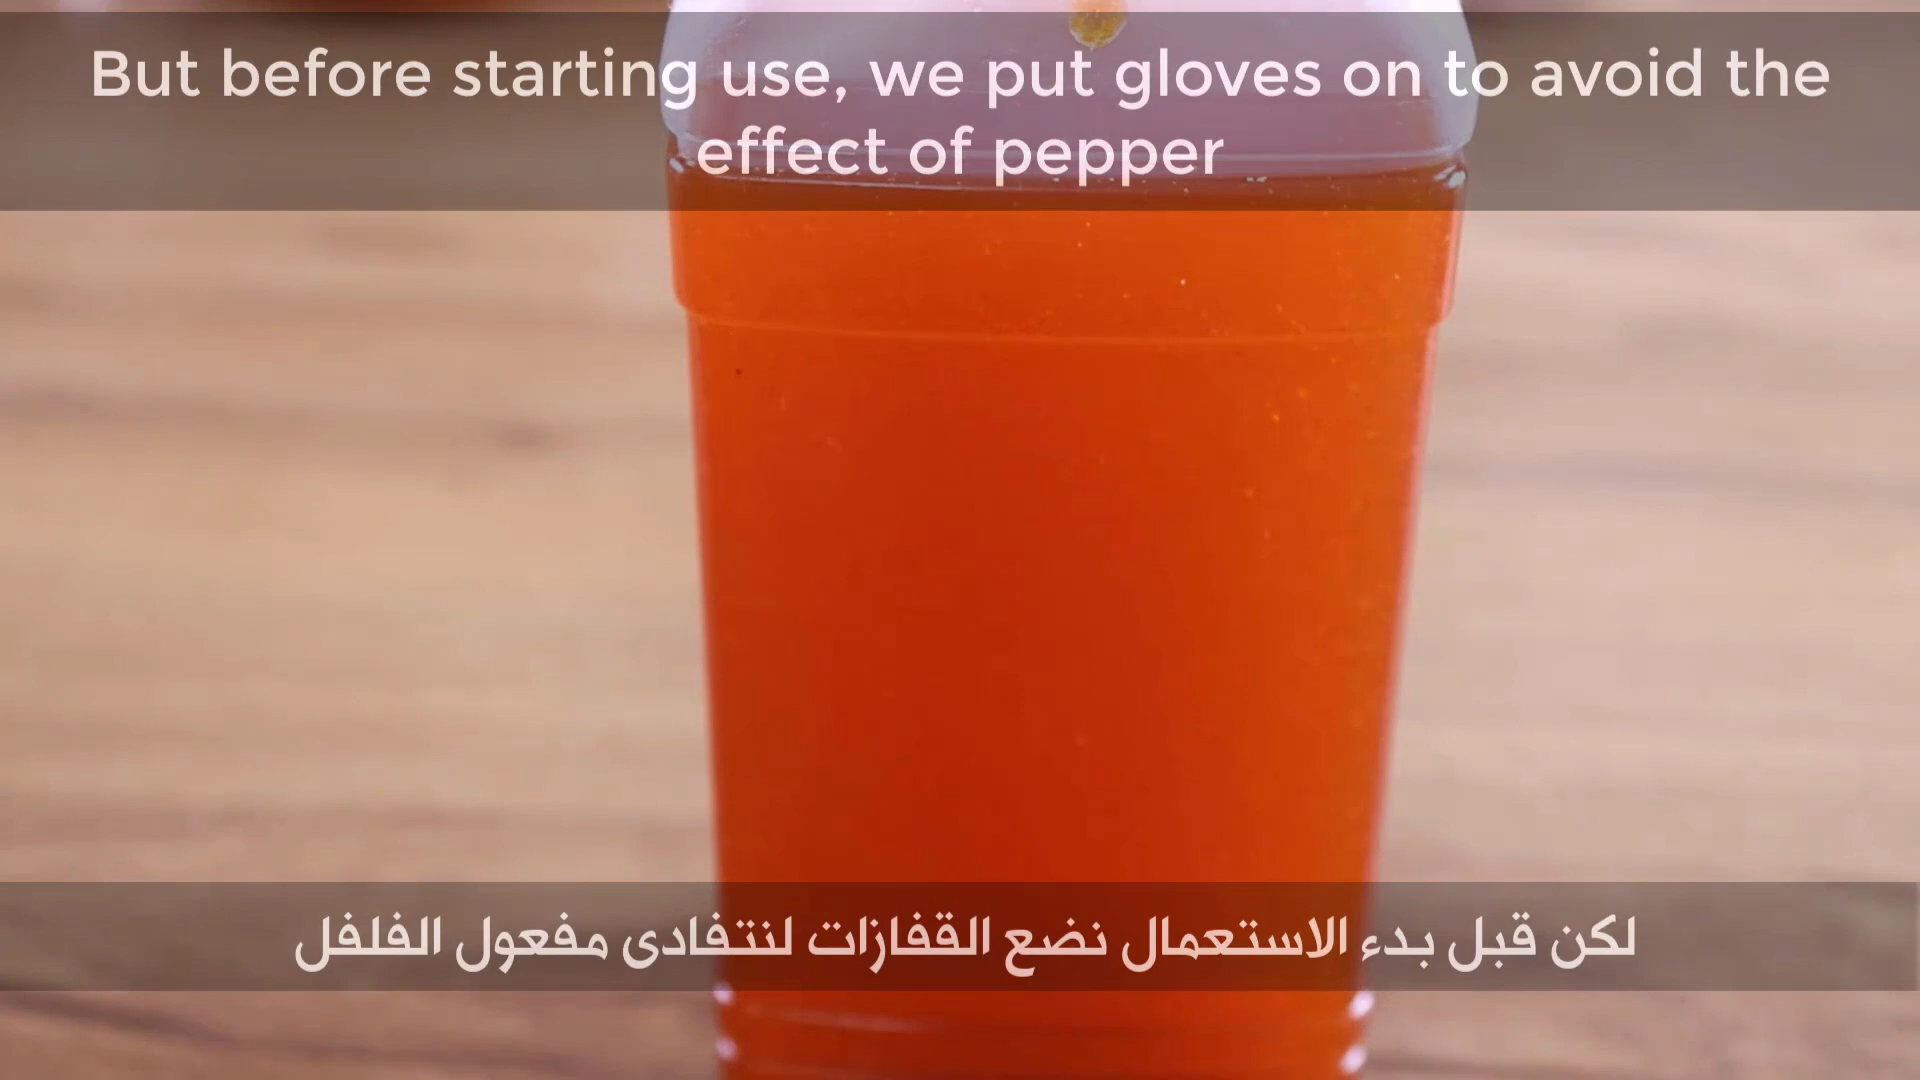 But before starting use, we put gloves on to avoid the
effect of pepper
لكن قبل بدء الاستعمال نضع القفازات لنتفادى مفعول الفلفل